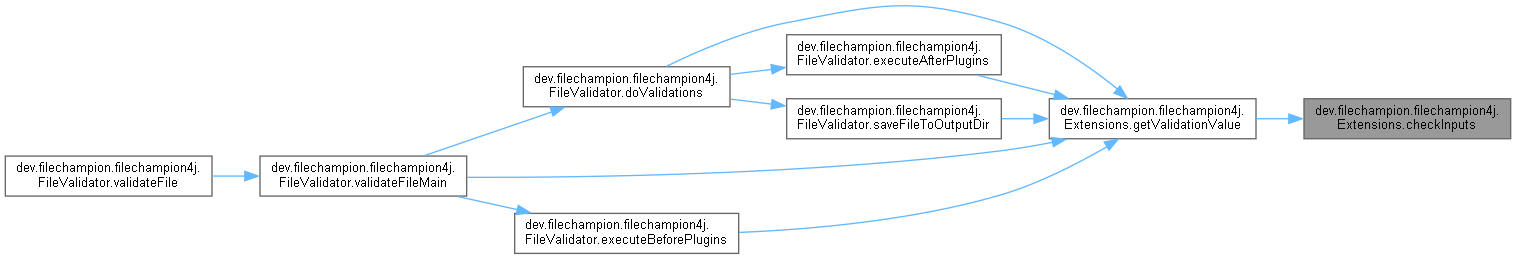 dev.filechampion.filechampion4j.
FileValidator.validateFile
dev.filechampion.filechampion4j.
FileValidator.validateFileMain
dev.filechampion.filechampion4j.
FileValidator.doValidations
dev.filechampion.filechampion4j.
FileValidator.executeBeforePlugins
dev.filechampion.filechampion4j.
FileValidator.executeAfterPlugins
dev.filechampion.filechampion4j.
FileValidator.saveFileToOutputDir
dev.filechampion.filechampion4j.
Extensions.getValidationValue
dev.filechampion.filechampion4j.
Extensions.checkInputs